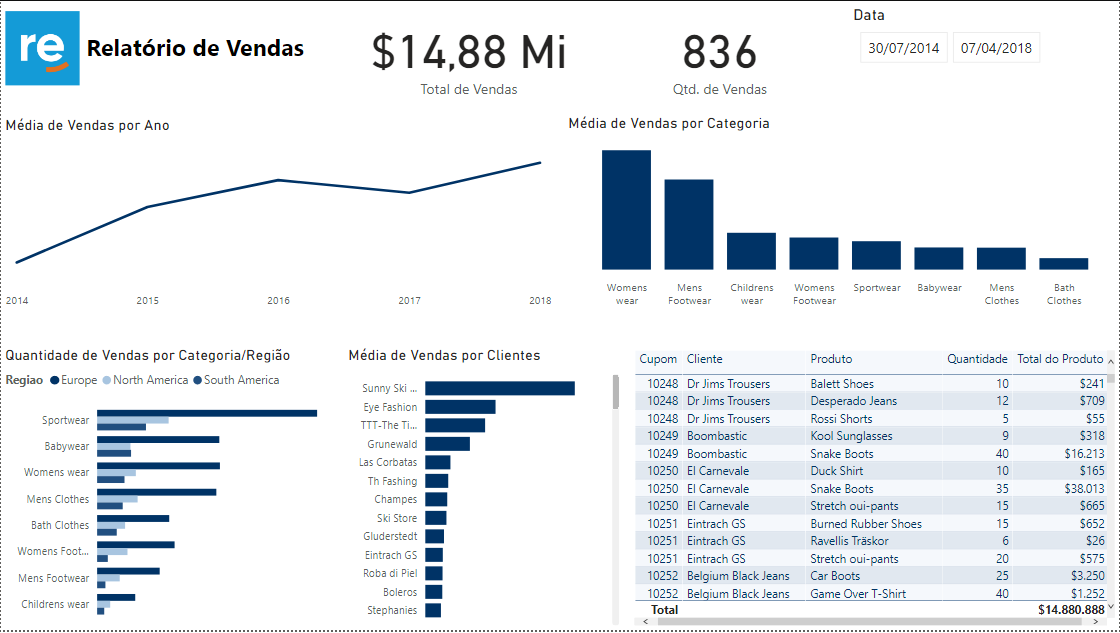 re
Relatório de Vendas
$14,88 Mi
Total de Vendas
836
Qtd. de Vendas
Data
30/07/2014 07/04/2018
Média de Vendas por Ano
2014 2015 2016 2017 2018
Média de Vendas por Categoria
Womens wear
Mens Footwear
Childrens wear
Womens Footwear
Sportwear
Babywear
Mens Clothes
Bath Clothes
Quantidade de Vendas por Categoria/Região
Regiao Europe North America South America
Sportwear
Babywear
Womens wear
Mens Clothes
Bath Clothes
Womens Foot...
Mens Footwear
Childrens wear
Média de Vendas por Clientes
Sunny Ski ...
Eye Fashion
TTT-The Ti...
Grunewald
Las Corbatas
Th Fashing
Champes
Ski Store
Gluderstedt
Eintrach GS
Roba di Piel
Boleros
Stephanies
Cupom Cliente Produto Quantidade Total do Produto
10248 Dr Jims Trousers Balett Shoes 10 $241
10248 Dr Jims Trousers Desperado Jeans 12 $709
10248 Dr Jims Trousers Rossi Shorts 5 $55
10249 Boombastic Kool Sunglasses 9 $318
10249 Boombastic Snake Boots 40 $16.213
10250 El Carnevale Duck Shirt 10 $165
10250 El Carnevale Snake Boots 35 $38.013
10250 El Carnevale Stretch oui-pants 15 $665
10251 Eintrach GS Burned Rubber Shoes 15 $652
10251 Eintrach GS Ravellis Träskor 6 $26
10251 Eintrach GS Stretch oui-pants 20 $575
10252 Belgium Black Jeans Car Boots 25 $3.250
10252 Belgium Black Jeans Game Over T-Shirt 40 $1.252
Total $14.880.888